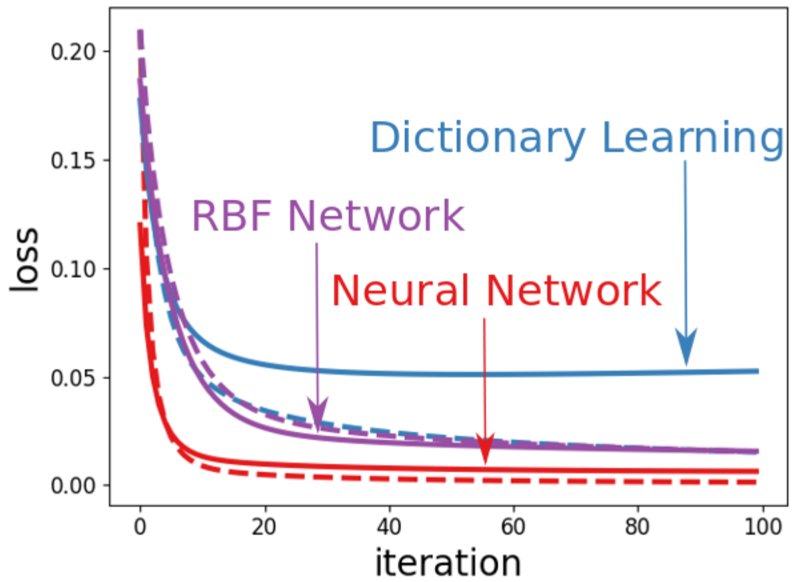 0.20
0.15
0.10
0.05
0.00
loss
Dictionary Learning
RBF Network
Neural Network
0 20 40 60 80 100
iteration